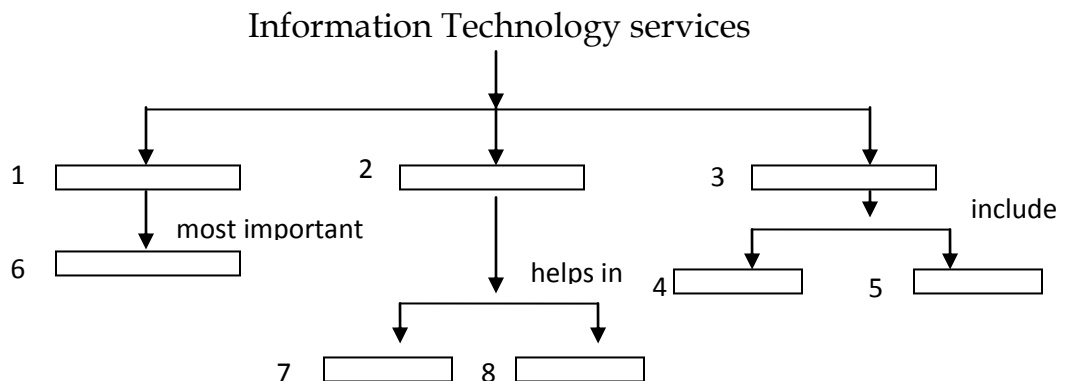 Information Technology services
1
2
3
most important
include
6
helps in
4
5
7
8